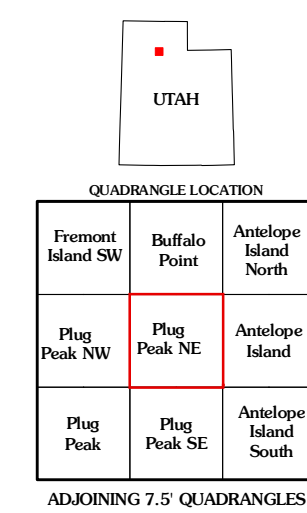 UTAH
QUADRANGLE LOCATION
Fremont
Island SW
Buffalo
Point
Antelope
Island
North
Plug
Peak NW
Plug
Peak NE
Antelope
Island
Plug
Peak
Plug
Peak SE
Antelope
Island
South
ADJOINING 7.5' QUADRANGLES